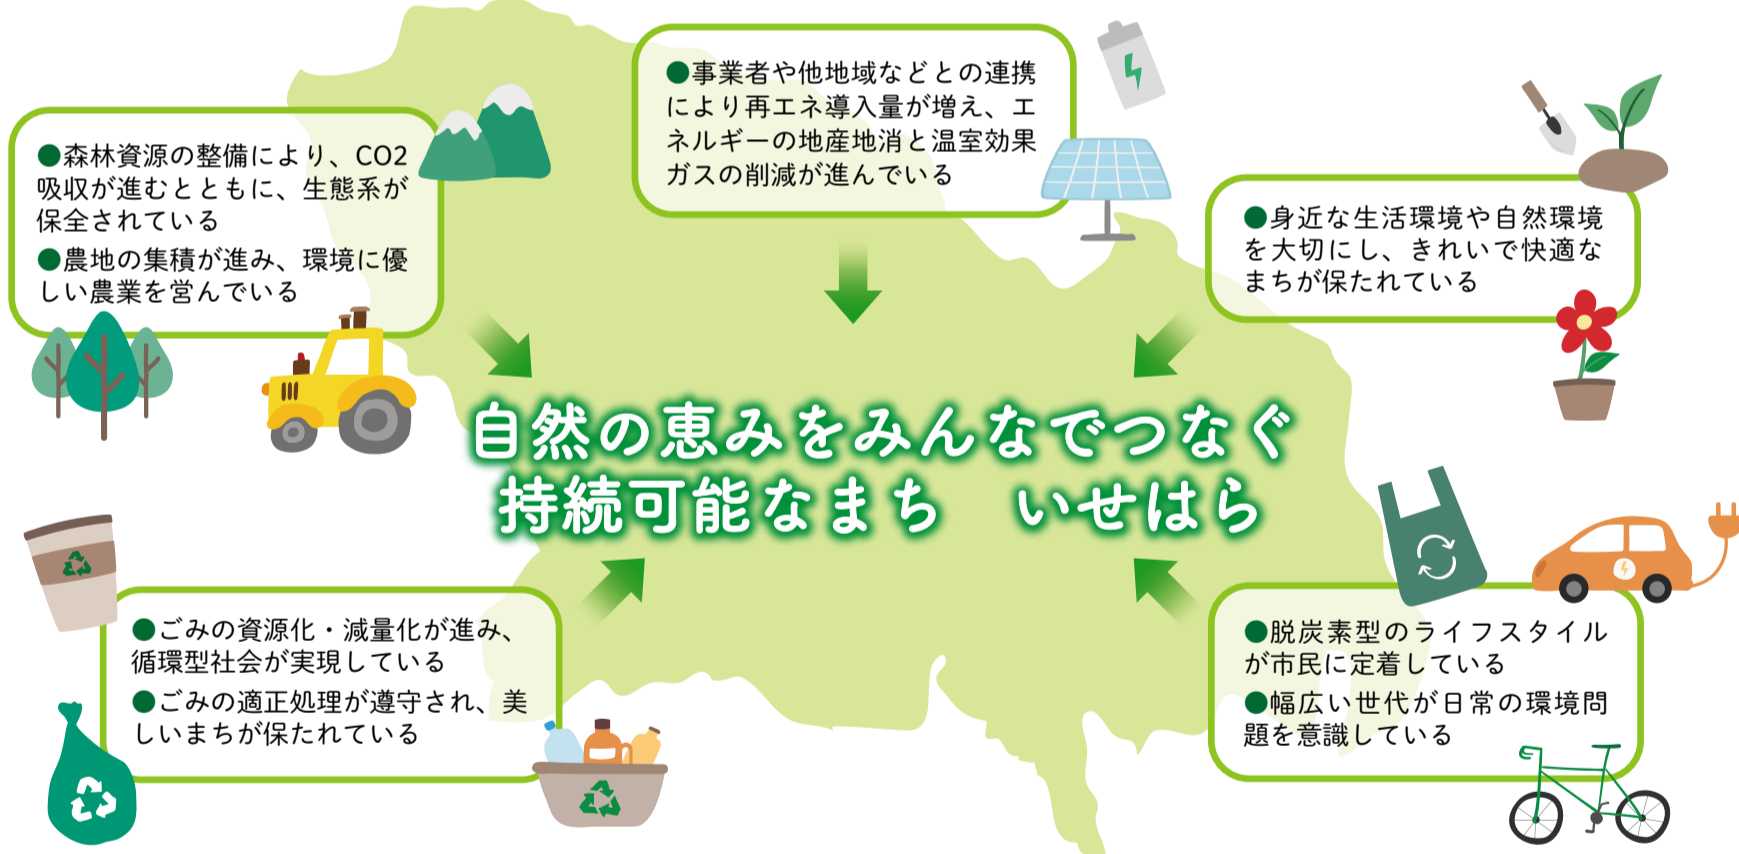 ●事業者や他地域などとの連携
により再エネ導入量が増え、エ
ネルギーの地産地消と温室効果
ガスの削減が進んでいる
●森林資源の整備により、CO2
吸収が進むとともに、生態系が
保全されている
●農地の集積が進み、環境に優
しい農業を営んでいる
●身近な生活環境や自然環境
を大切にし、きれいで快適な
まちが保たれている
自然の恵みをみんなでつなぐ
持続可能なまち　いせはら
●ごみの資源化・減量化が進み、
循環型社会が実現している
●ごみの適正処理が遵守され、美
しいまちが保たれている
●脱炭素型のライフスタイル
が市民に定着している
●幅広い世代が日常の環境問
題を意識している